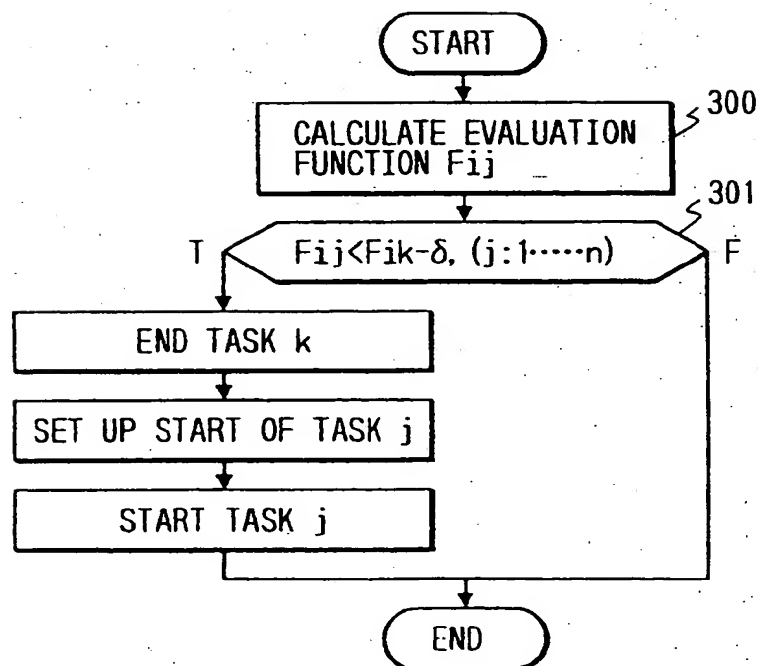 START
300
CALCULATE EVALUATION
FUNCTION Fij
301
T
Fij<Fik-δ, (j:1·····n)
F
END TASK k
SET UP START OF TASK j
START TASK j
END